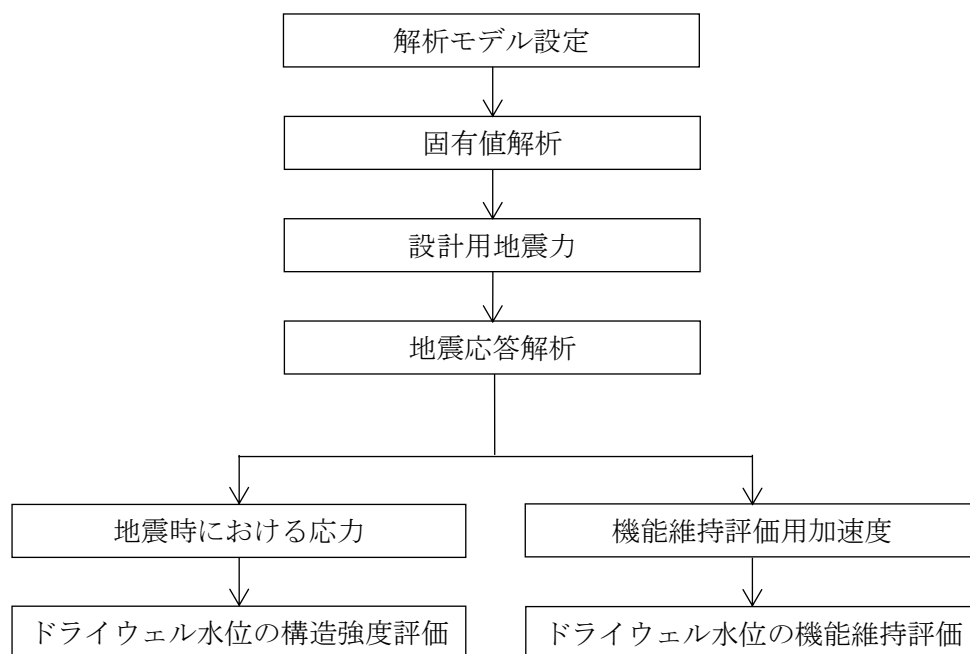 解析モデル設定
固有値解析
設計用地震力
地震応答解析
地震時における応力
機能維持評価用加速度
ドライウェル水位の構造強度評価
ドライウェル水位の機能維持評価